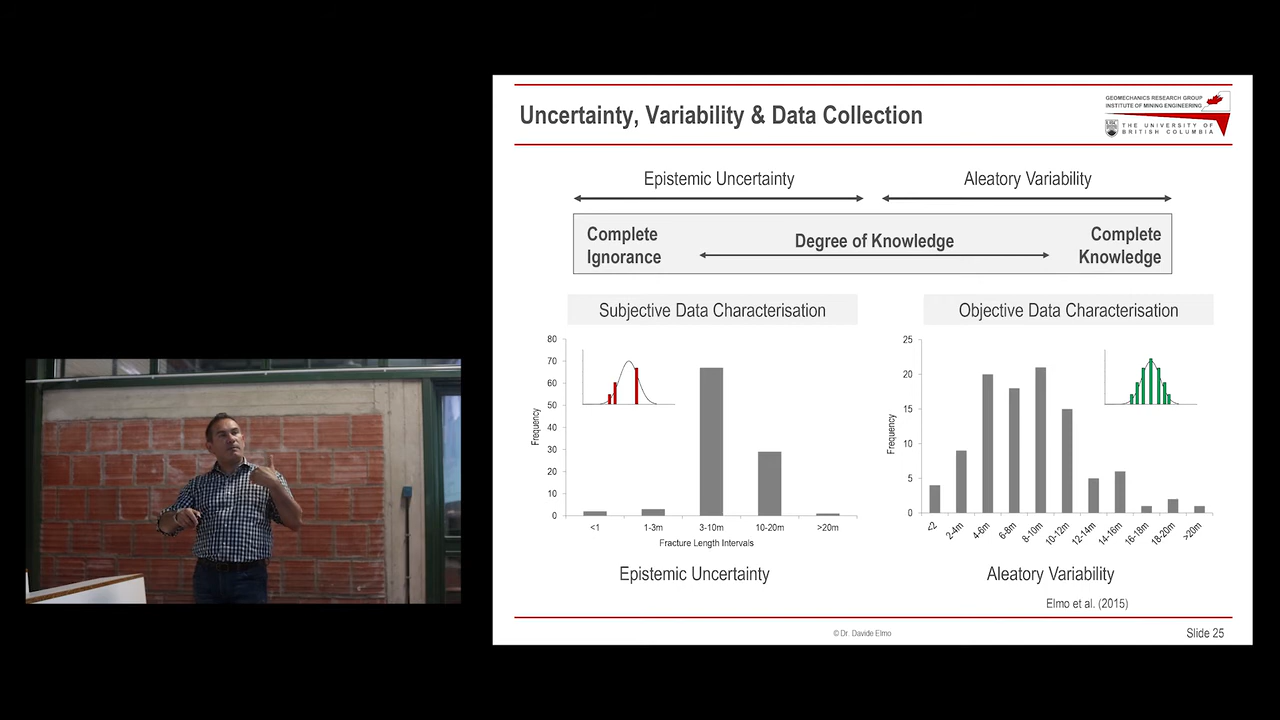 Uncertainty, Variability & Data Collection
GEOMECHANICS RESEARCH GROUP
INSTITUTE OF MINING ENGINEERING
THE UNIVERSITY OF
BRITISH COLUMBIA
Epistemic Uncertainty
Aleatory Variability
Complete
Ignorance
Degree of Knowledge
Complete
Knowledge
Subjective Data Characterisation
80
70
60
50
40
30
20
10
0
Frequency
<1
1-3m
3-10m
10-20m
>20m
Fracture Length Intervals
Epistemic Uncertainty
Objective Data Characterisation
25
20
15
10
5
0
Frequency
<2
2-4m
4-6m
6-8m
8-10m
10-12m
12-14m
14-16m
16-18m
18-20m
>20m
Aleatory Variability
Elmo et al. (2015)
© Dr. Davide Elmo
Slide 25